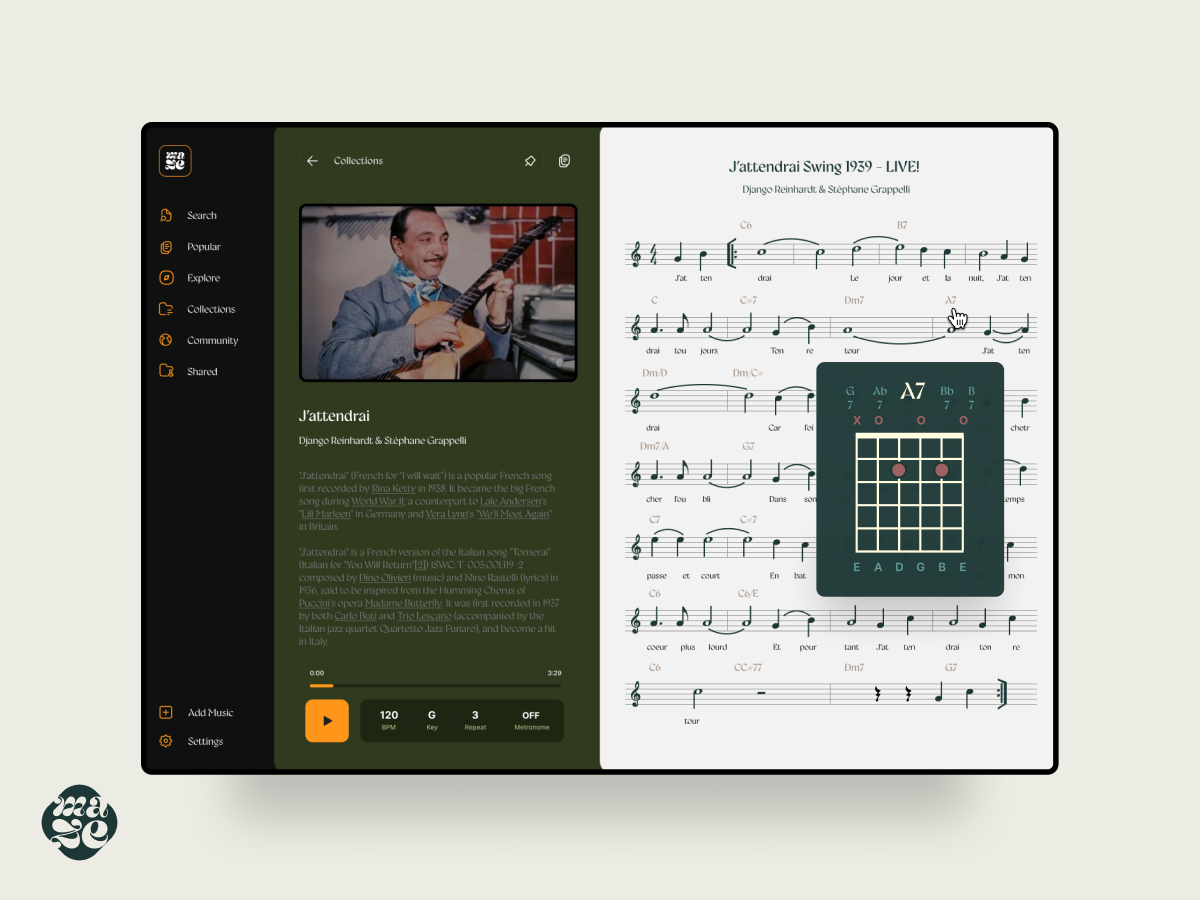 maze
Search
Popular
Explore
Collections
Community
Shared
Add Music
Settings
Collections
J'attendrai
Django Reinhardt & Stéphane Grappelli
"J'attendrai" (French for "I will wait") is a popular French song
first recorded by Rina Ketty in 1938. It became the big French
song during World War II; a counterpart to Lale Andersen's
"Lili Marleen" in Germany and Vera Lynn's "We'll Meet Again"
in Britain.
"J'attendrai" is a French version of the Italian song "Tornerai"
(Italian for "You Will Return"[2]) ISWC: T-005.001.119-2
composed by Dino Olivieri (music) and Nino Rastelli (lyrics) in
1936, said to be inspired from the Humming Chorus of
Puccini's opera Madame Butterfly. It was first recorded in 1937
by both Carlo Buti and Trio Lescano (accompanied by the
Italian jazz quartet Quartetto Jazz Funaro), and become a hit
in Italy.
0:00 3:29
120 G 3 OFF
BPM Key Repeat Metronome
J'attendrai Swing 1939 - LIVE!
Django Reinhardt & Stéphane Grappelli
C6 B7
4
4
J'at ten drai Le jour et la nuit, J'at ten
C C#7 Dm7 A7
drai tou jours Ton re tour J'at ten
Dm/D Dm/C#
drai Car l'oi chetr
Dm7/A G7
cher l'ou bli Dans son temps
C7 C#7
passe et court En bat mon
C6 C6/E
coeur plus lourd Et pour tant J'at ten drai ton re
C6 CC#77 Dm7 G7
tour
G Ab A7 Bb B
7 7 7 7
X O O O
E A D G B E
maze